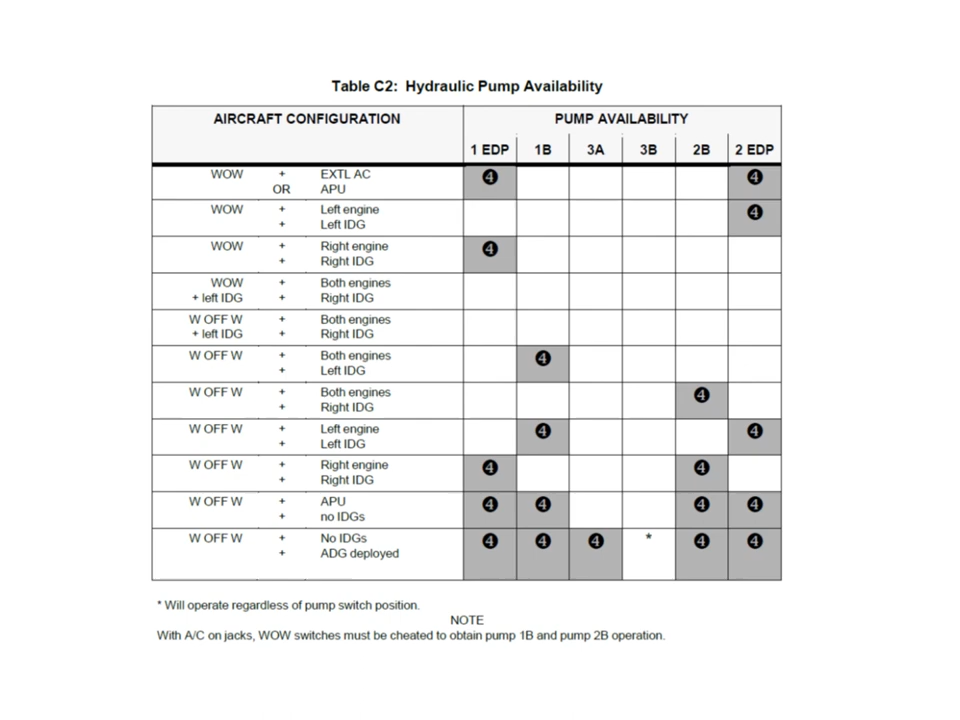 Table C2: Hydraulic Pump Availability
AIRCRAFT CONFIGURATION PUMP AVAILABILITY
1 EDP 1B 3A 3B 2B 2 EDP
WOW + EXTL AC 4 4
OR APU
WOW + Left engine 4
+ Left IDG
WOW + Right engine 4
+ Right IDG
WOW + Both engines
+ left IDG + Right IDG
W OFF W + Both engines
+ left IDG + Right IDG
W OFF W + Both engines 4
+ Left IDG
W OFF W + Both engines 4
+ Right IDG
W OFF W + Left engine 4 4
+ Left IDG
W OFF W + Right engine 4 4
+ Right IDG
W OFF W + APU 4 4 4 4
+ no IDGs
W OFF W + No IDGs 4 4 4 * 4 4
+ ADG deployed
* Will operate regardless of pump switch position.
NOTE
With A/C on jacks, WOW switches must be cheated to obtain pump 1B and pump 2B operation.